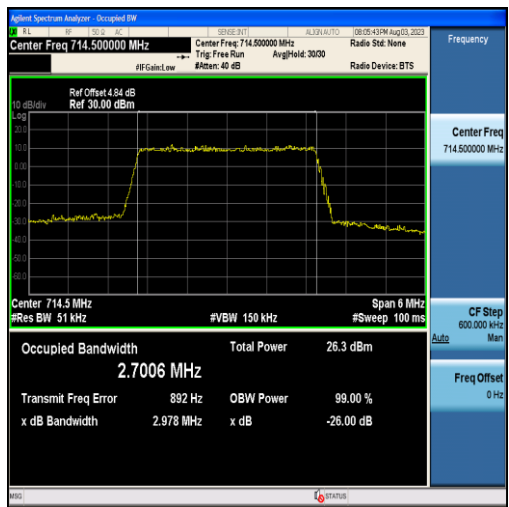 Agilent Spectrum Analyzer - Occupied BW
RL RF 50 Ω AC SENSE:INT ALIGN AUTO 08:05:43PM Aug 03, 2023
Center Freq 714.500000 MHz
Center Freq: 714.500000 MHz
Radio Std: None
Trig: Free Run
Avg|Hold: 30/30
#IFGain:Low
#Atten: 40 dB
Radio Device: BTS
Ref Offset 4.84 dB
10 dB/div
Ref 30.00 dBm
Log
20.0
10.0
0.00
-10.0
-20.0
-30.0
-40.0
-50.0
-60.0
Center 714.5 MHz
Span 6 MHz
#Res BW 51 kHz
#VBW 150 kHz
#Sweep 100 ms
Occupied Bandwidth
Total Power
26.3 dBm
2.7006 MHz
Transmit Freq Error
892 Hz
OBW Power
99.00 %
x dB Bandwidth
2.978 MHz
x dB
-26.00 dB
MSG
STATUS
Frequency
Center Freq
714.500000 MHz
CF Step
600.000 kHz
Auto Man
Freq Offset
0 Hz